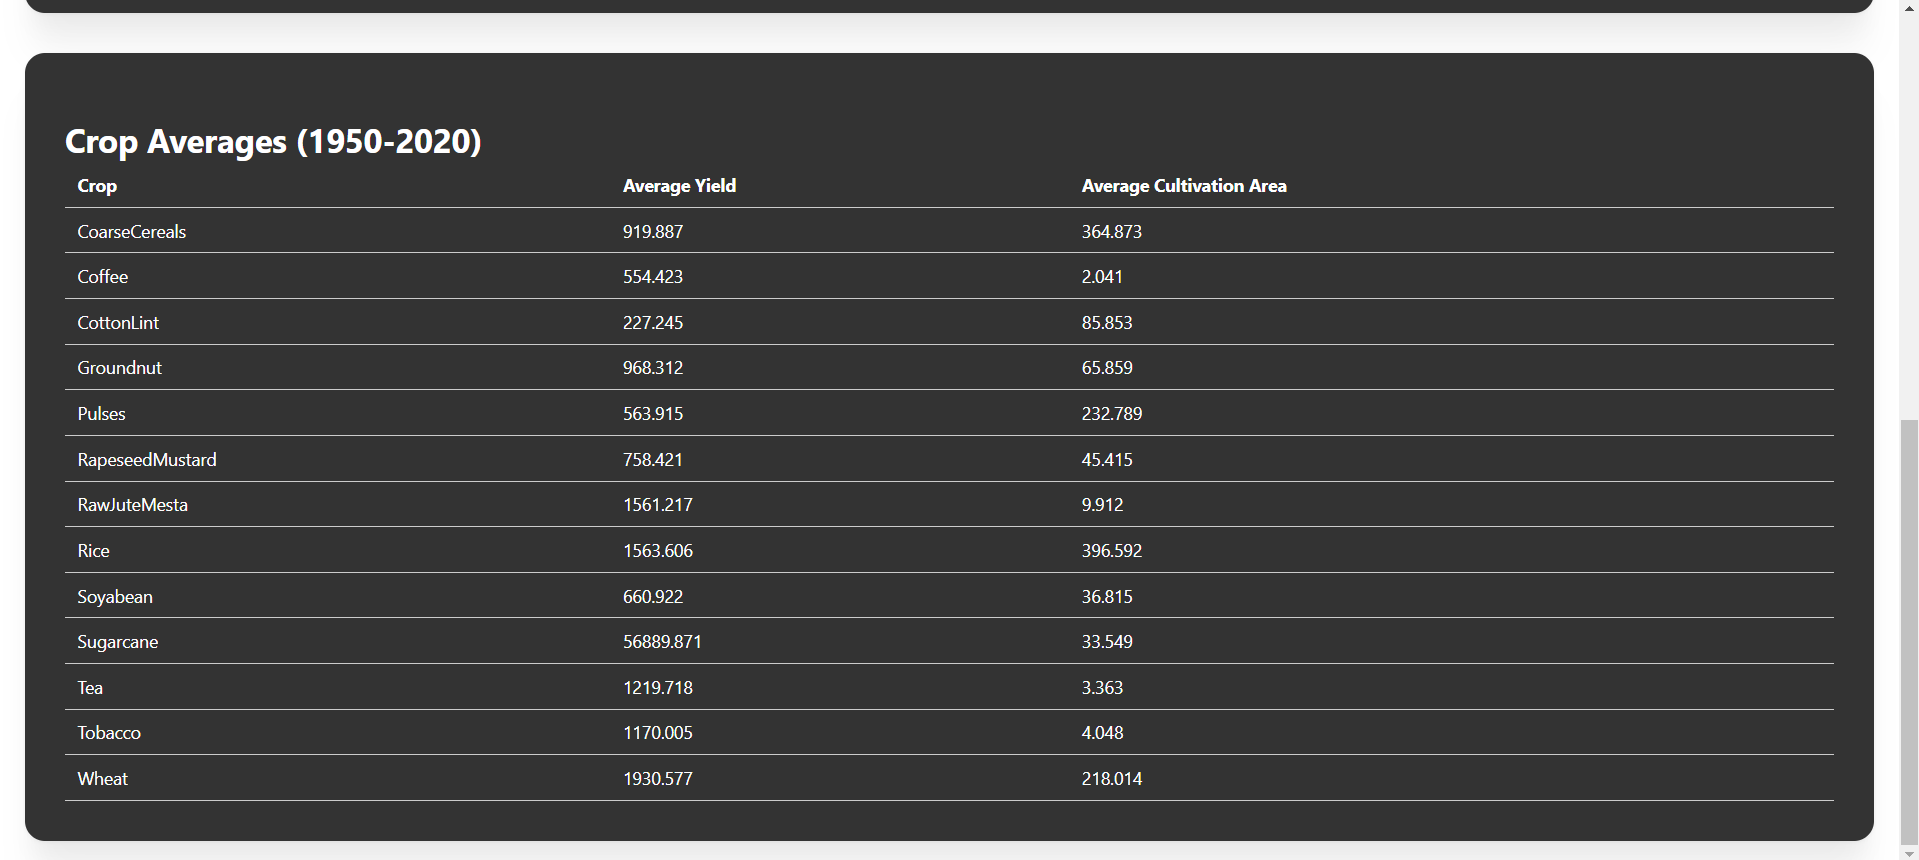 Crop Averages (1950-2020)
Crop Average Yield Average Cultivation Area
CoarseCereals 919.887 364.873
Coffee 554.423 2.041
CottonLint 227.245 85.853
Groundnut 968.312 65.859
Pulses 563.915 232.789
RapeseedMustard 758.421 45.415
RawJuteMesta 1561.217 9.912
Rice 1563.606 396.592
Soyabean 660.922 36.815
Sugarcane 56889.871 33.549
Tea 1219.718 3.363
Tobacco 1170.005 4.048
Wheat 1930.577 218.014